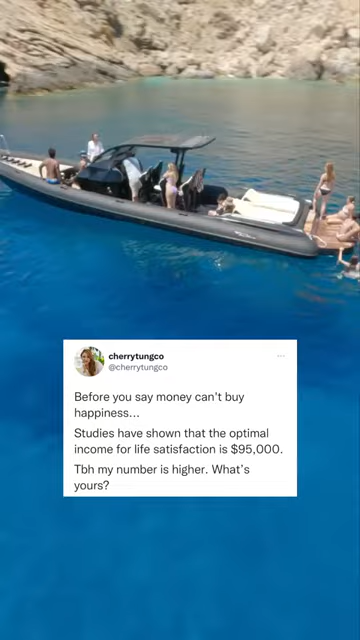 cherrytungco
@cherrytungco
Before you say money can't buy
happiness...
Studies have shown that the optimal
income for life satisfaction is $95,000.
Tbh my number is higher. What's
yours?